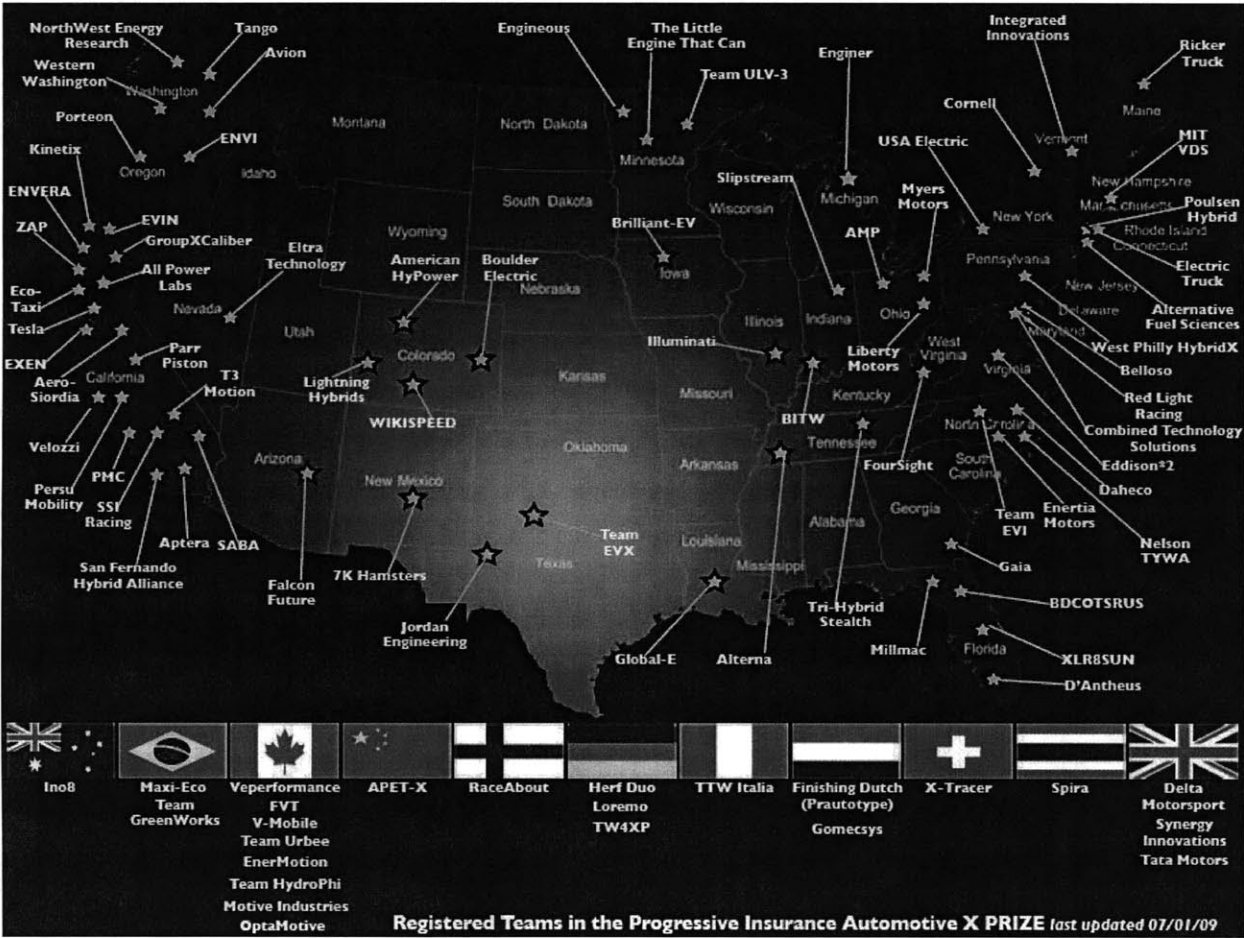 NorthWest Energy
Research
Tango
Western
Washington
Avion
Washington
Porteon
ENVI
Kinetix
Oregon
Idaho
Montana
North Dakota
Engineous
The Little
Engine That Can
Team ULV-3
Minnesota
Enginer
Integrated
Innovations
Ricker
Truck
Cornell
Maine
Vermont
USA Electric
MIT
VDS
New Hampshire
Massachusetts
Poulsen
Hybrid
Rhode Island
Connecticut
Electric
Truck
New York
Slipstream
Michigan
Myers
Motors
Wisconsin
South Dakota
ENVERA
EVIN
ZAP
GroupXCaliber
Eltra
Technology
Wyoming
American
HyPower
Boulder
Electric
Brilliant-EV
Iowa
AMP
Pennsylvania
New Jersey
Alternative
Fuel Sciences
All Power
Labs
Eco-
Taxi
Nevada
Nebraska
Tesla
Utah
Illinois
Indiana
Ohio
Delaware
Maryland
West Philly HybridX
EXEN
Parr
Piston
Colorado
Illuminati
Liberty
Motors
West
Virginia
Virginia
Belloso
Aero-
Siordia
California
T3
Motion
Lightning
Hybrids
Kansas
Missouri
Kentucky
Red Light
Racing
Velozzi
WIKISPEED
BITW
North Carolina
Combined Technology
Solutions
PMC
Oklahoma
Tennessee
FourSight
Eddison*2
Persu
Mobility
SSI
Racing
Arizona
New Mexico
Arkansas
South
Carolina
Daheco
Enertia
Motors
Team
EVI
Aptera
SABA
Alabama
Georgia
Nelson
TYWA
San Fernando
Hybrid Alliance
Falcon
Future
7K Hamsters
Team
EVX
Texas
Louisiana
Mississippi
Gaia
Tri-Hybrid
Stealth
BDCOTSRUS
Jordan
Engineering
Global-E
Alterna
Millmac
Florida
XLR8SUN
D'Antheus
Ino8
Maxi-Eco
Team
GreenWorks
Veperformance
FVT
V-Mobile
Team Urbee
EnerMotion
Team HydroPhi
Motive Industries
OptaMotive
APET-X
RaceAbout
Herf Duo
Loremo
TW4XP
TTW Italia
Finishing Dutch
(Prautotype)
Gomecsys
X-Tracer
Spira
Delta
Motorsport
Synergy
Innovations
Tata Motors
Registered Teams in the Progressive Insurance Automotive X PRIZE last updated 07/01/09